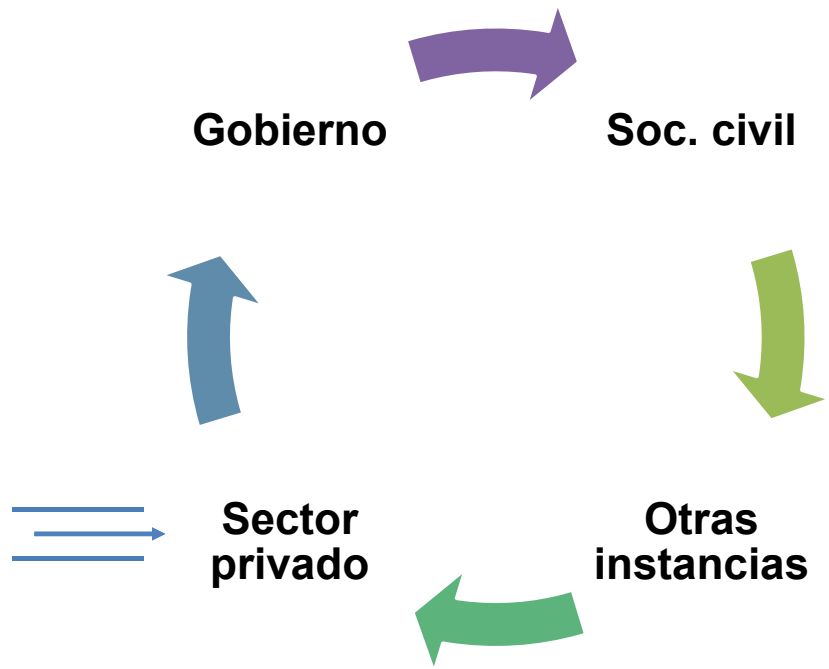 Gobierno
Soc. civil
Sector
privado
Otras
instancias